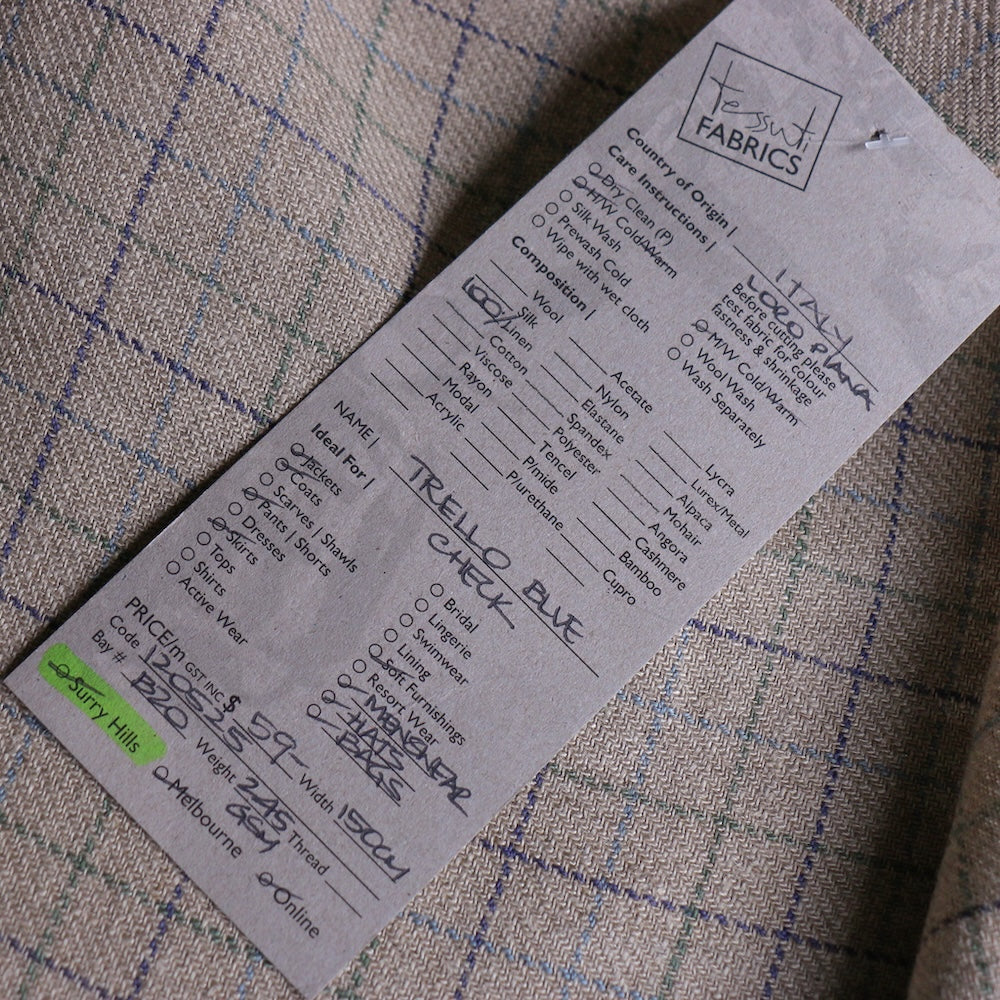 tessuti
FABRICS
Country of Origin | ITALY
LORO PIANA
Care Instructions |
Dry Clean (P)
H/W Cold/Warm
Silk Wash
Prewash Cold
Wipe with wet cloth
Before cutting please
test fabric for colour
fastness & shrinkage
M/W Cold/Warm
Wool Wash
Wash Separately
Composition |
Wool
Silk
100% Linen
Cotton
Viscose
Rayon
Modal
Acrylic
Acetate
Nylon
Elastane
Spandex
Polyester
Tencel
P/mide
P/urethane
Lycra
Lurex/Metal
Alpaca
Mohair
Angora
Cashmere
Bamboo
Cupro
NAME | TRELLO BLUE
CHECK
Ideal For |
Jackets
Coats
Scarves | Shawls
Pants | Shorts
Dresses
Skirts
Tops
Shirts
Active Wear
Bridal
Lingerie
Swimwear
Lining
Soft Furnishings
Resort Wear
MENSWEAR
HATS
BAGS
PRICE/m GST INC $ 59- Width 150CM
Code 120525 Weight 245 GSM Thread
Bay # B20
Surry Hills
Melbourne
Online